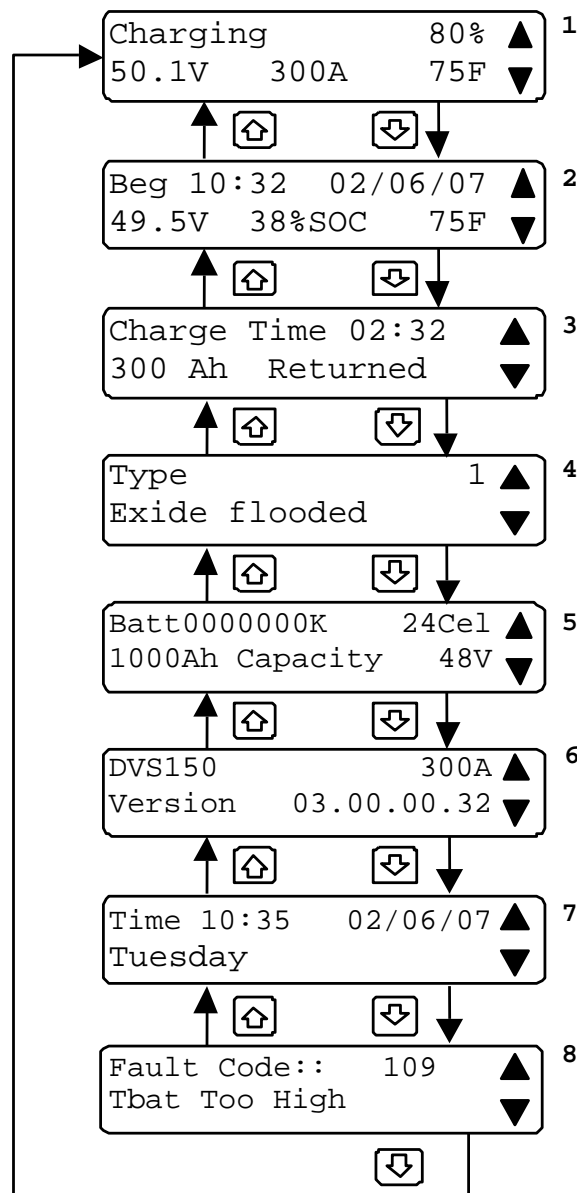 Charging 80% 1
50.1V 300A 75F
Beg 10:32 02/06/07 2
49.5V 38%SOC 75F
Charge Time 02:32 3
300 Ah Returned
Type 1 4
Exide flooded
Batt0000000K 24Cel 5
1000Ah Capacity 48V
DVS150 300A 6
Version 03.00.00.32
Time 10:35 02/06/07 7
Tuesday
Fault Code:: 109 8
Tbat Too High